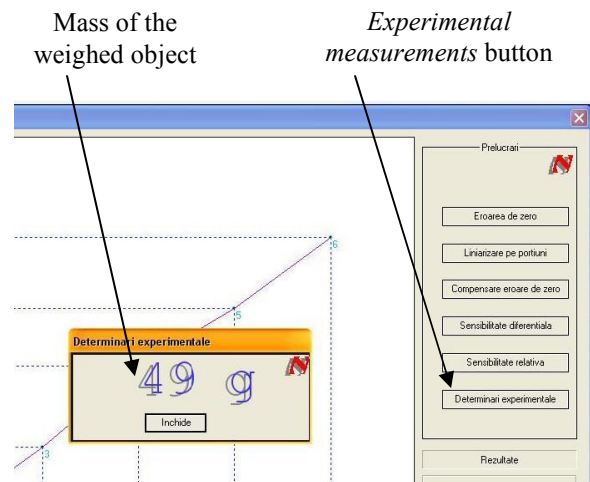 Mass of the
weighed object
Experimental
measurements button
Prelucrari
N
Eroarea de zero
Liniarizare pe portiuni
Compensare eroare de zero
Sensibilitate diferentiala
Sensibilitate relativa
Determinari experimentale
Rezultate
6
5
3
Determinari experimentale
49 g
N
Inchide